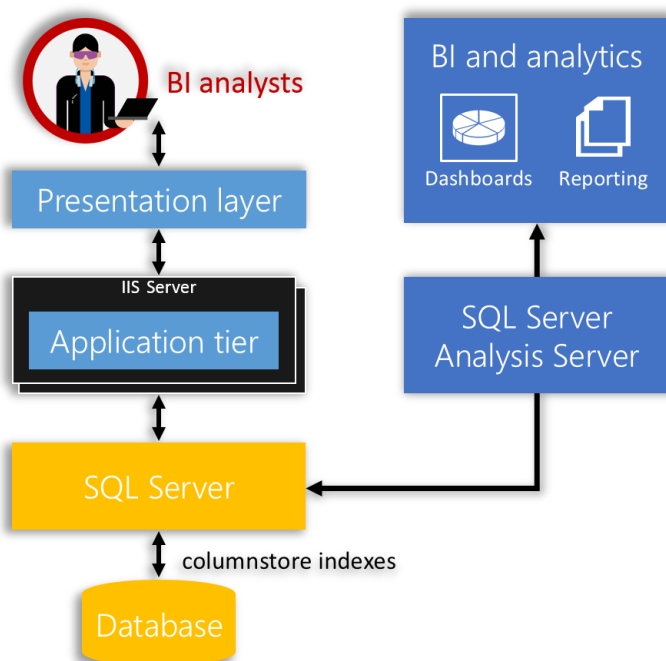 BI analysts
Presentation layer
IIS Server
Application tier
SQL Server
columnstore indexes
Database
BI and analytics
Dashboards Reporting
SQL Server
Analysis Server